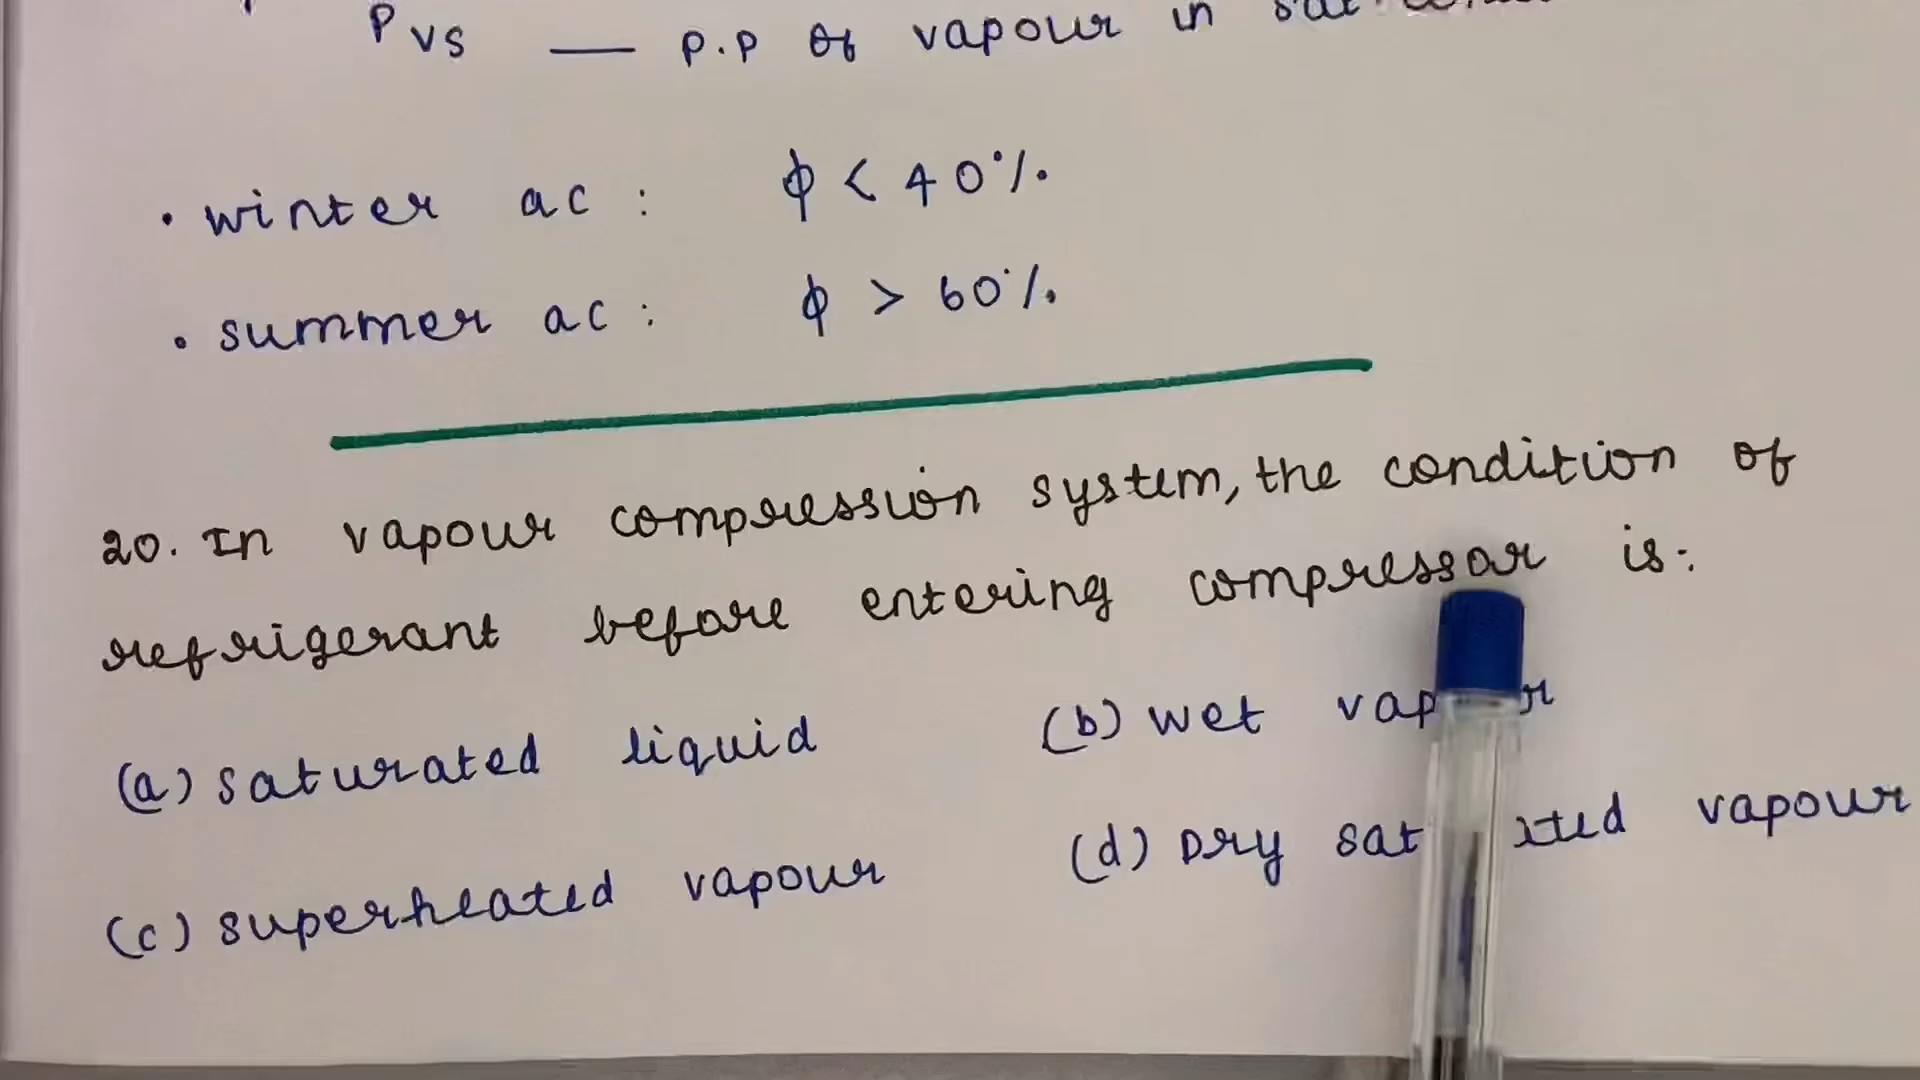 PVS — P.P of vapour in sat
• winter ac : ϕ < 40%.
• summer ac : ϕ > 60%.
20. In vapour compression system, the condition of
refrigerant before entering compressor is:
(a) saturated liquid (b) wet
(c) superheated vapour (d) Dry vapour